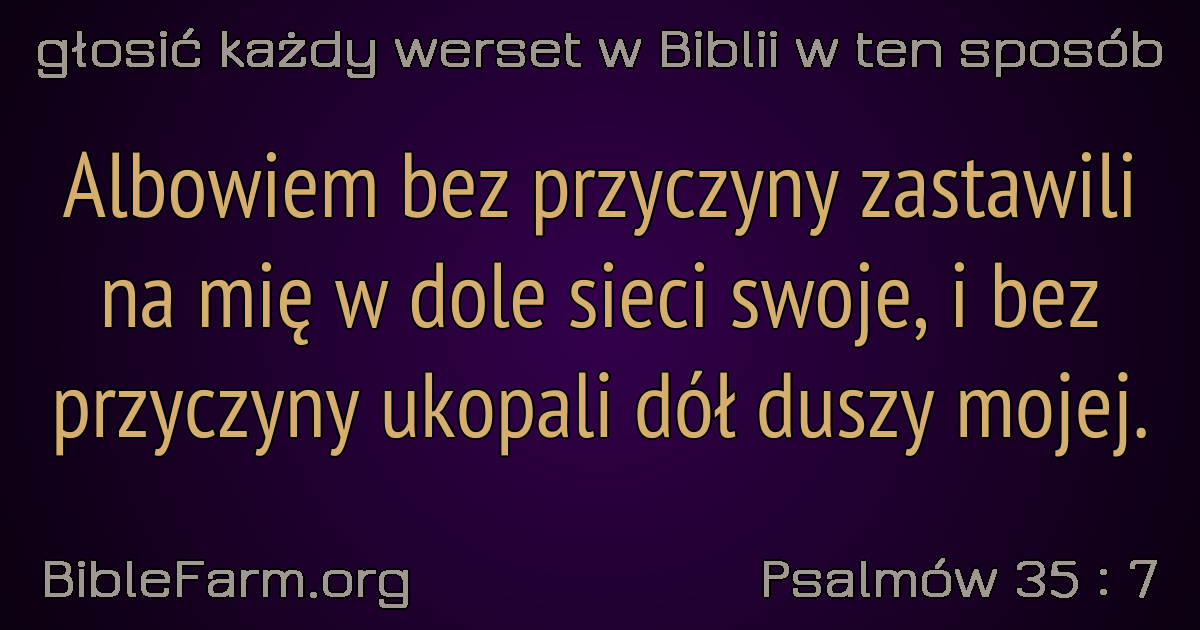 głosić każdy werset w Biblii w ten sposób
Albowiem bez przyczyny zastawili
na mię w dole sieci swoje, i bez
przyczyny ukopali dół duszy mojej.
BibleFarm.org
Psalmów 35 : 7